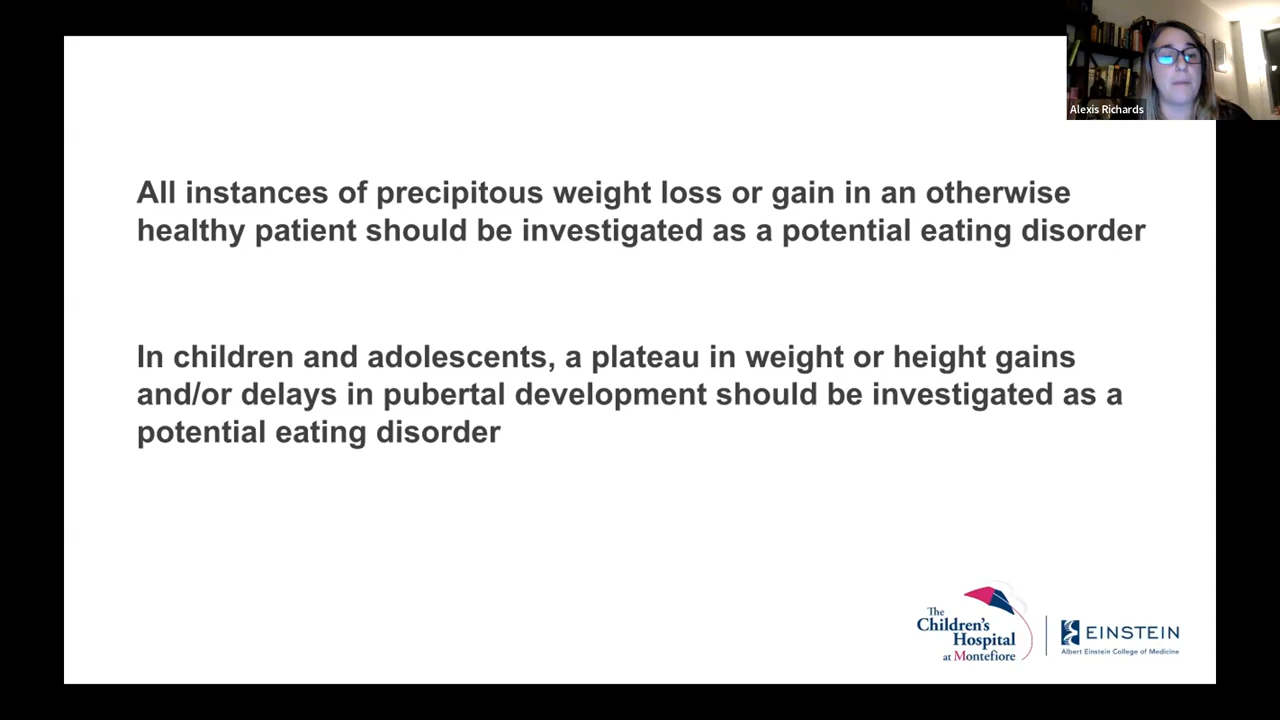 Alexis Richards
All instances of precipitous weight loss or gain in an otherwise
healthy patient should be investigated as a potential eating disorder
In children and adolescents, a plateau in weight or height gains
and/or delays in pubertal development should be investigated as a
potential eating disorder
The
Children's
Hospital
at Montefiore
EINSTEIN
Albert Einstein College of Medicine